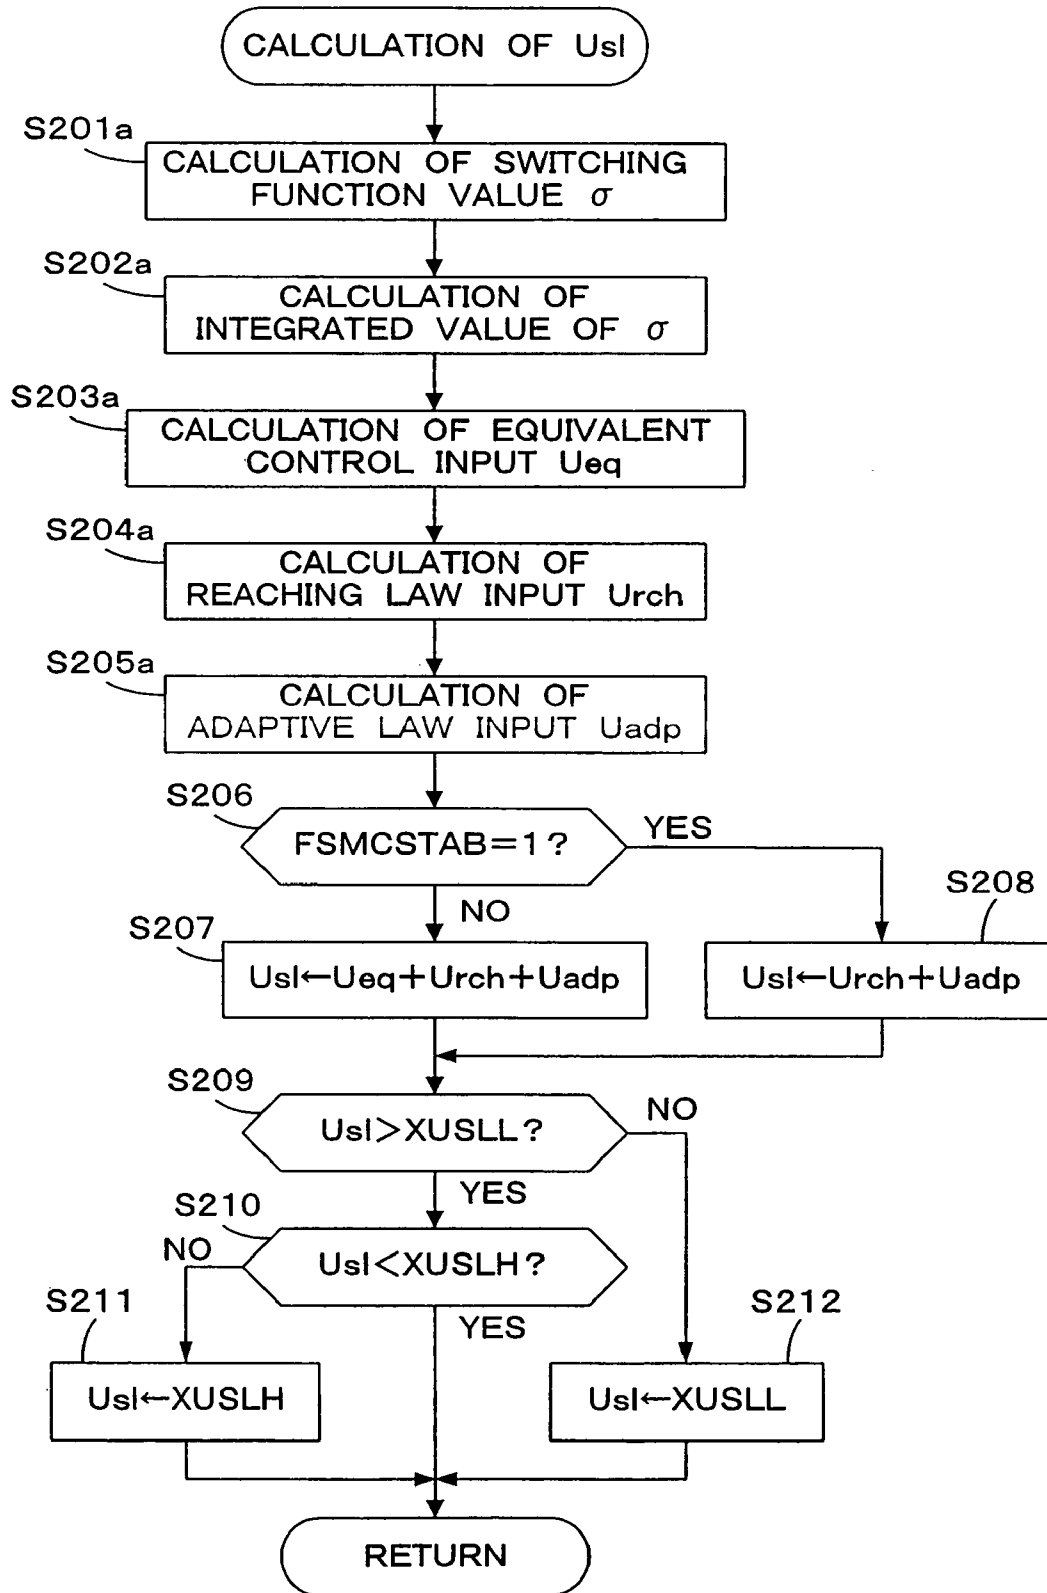 CALCULATION OF Usl
S201a
CALCULATION OF SWITCHING
FUNCTION VALUE σ
S202a
CALCULATION OF
INTEGRATED VALUE OF σ
S203a
CALCULATION OF EQUIVALENT
CONTROL INPUT Ueq
S204a
CALCULATION OF
REACHING LAW INPUT Urch
S205a
CALCULATION OF
ADAPTIVE LAW INPUT Uadp
S206
FSMCSTAB=1?
YES
NO
S207
Usl←Ueq+Urch+Uadp
S208
Usl←Urch+Uadp
S209
Usl>XUSLL?
NO
YES
S210
Usl<XUSLH?
NO
YES
S211
Usl←XUSLH
S212
Usl←XUSLL
RETURN